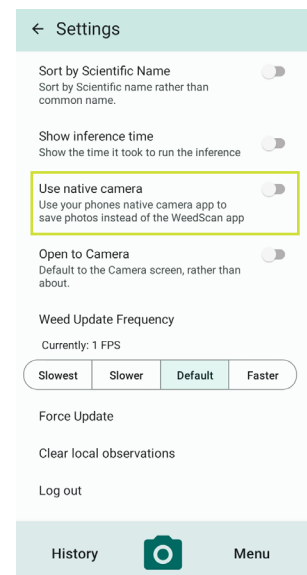 ← Settings
Sort by Scientific Name
Sort by Scientific name rather than
common name.
Show inference time
Show the time it took to run the inference
Use native camera
Use your phones native camera app to
save photos instead of the WeedScan app
Open to Camera
Default to the Camera screen, rather than
about.
Weed Update Frequency
Currently: 1 FPS
Slowest Slower Default Faster
Force Update
Clear local observations
Log out
History Menu